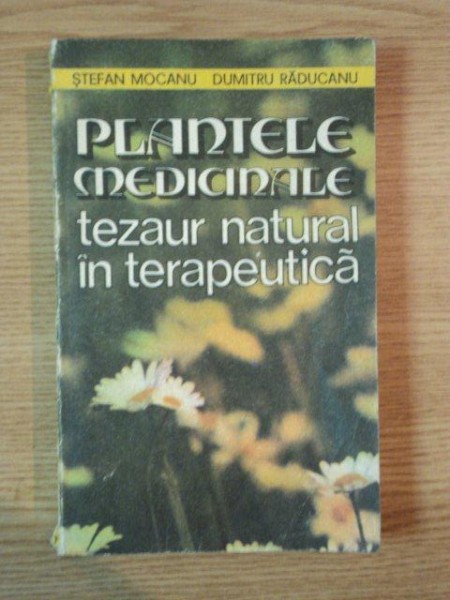 ŞTEFAN MOCANU DUMITRU RĂDUCANU
PLANTELE
MEDICINALE
tezaur natural
în terapeutică